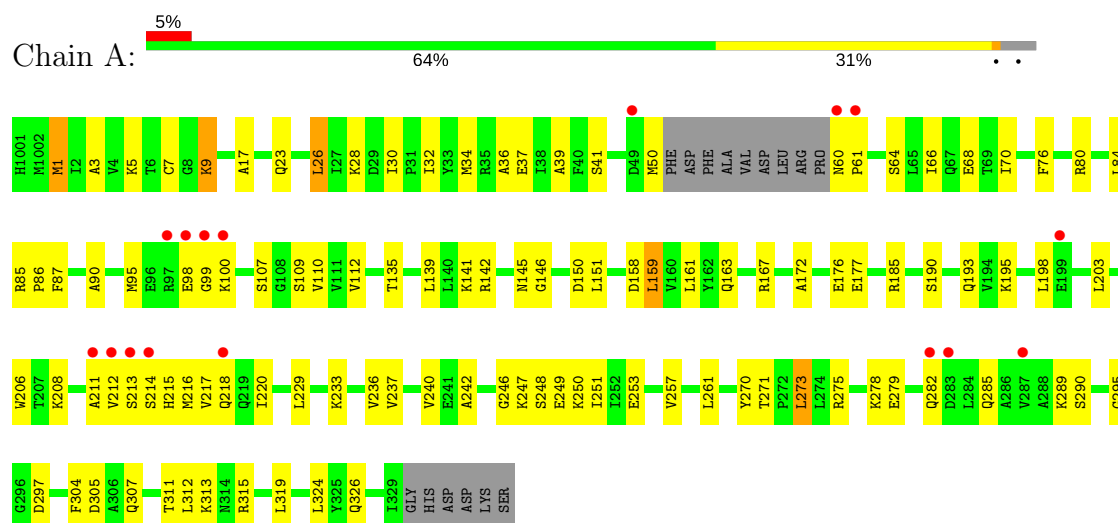 5%
Chain A:
64% 31% • •
H1001 M1002 M1 I2 A3 V4 K5 T6 C7 G8 K9 A17 Q23 L26 I27 K28 D29 I30 P31 I32 Y33 M34 R35 A36 E37 I38 A39 F40 S41 D49 M50 PHE ASP PHE ALA VAL ASP LEU ARG PRO N60 P61 S64 L65 I66 Q67 E68 T69 I70 F76 R80 L84
R85 P86 F87 A90 M95 E96 R97 E98 G99 K100 S107 G108 S109 V110 V111 V112 T135 L139 L140 K141 R142 N145 G146 D150 L151 D158 L159 V160 L161 Y162 Q163 R167 A172 E176 E177 R185 S190 Q193 V194 K195 L198 E199 L203
W206 T207 K208 A211 V212 S213 S214 H215 M216 V217 Q218 Q219 I220 L229 K233 V236 V237 V240 E241 A242 G246 K247 S248 E249 K250 I251 I252 E253 V257 L261 Y270 T271 P272 L273 L274 R275 K278 E279 Q282 D283 L284 Q285 A286 V287 A288 K289 S290 G295
G296 D297 F304 D305 A306 Q307 T311 L312 K313 N314 R315 L319 L324 Y325 Q326 I329 GLY HIS ASP ASP LYS SER